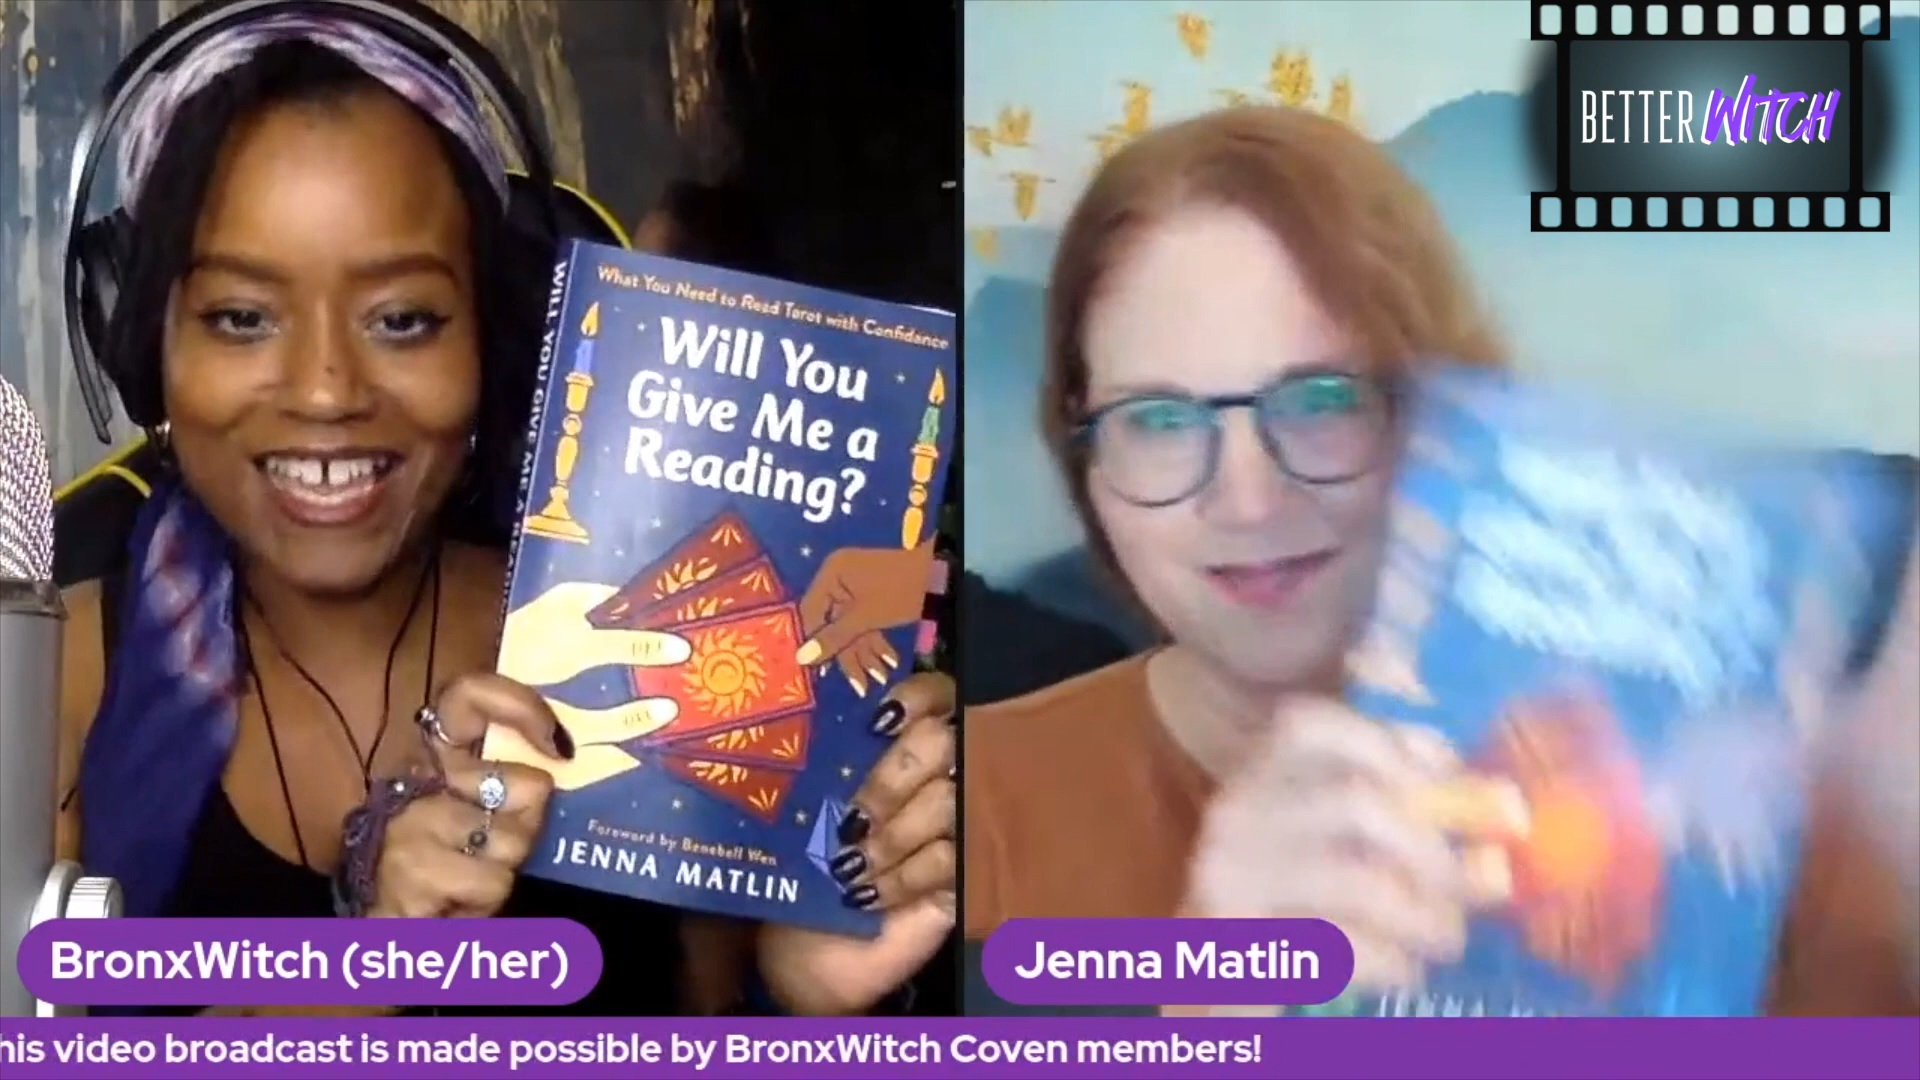 BETTER WITCH
What You Need to Read Tarot with Confidence
Will You
Give Me a
Reading?
WILL YOU GIVE ME A
Foreword by Benebell Wen
JENNA MATLIN
BronxWitch (she/her)
Jenna Matlin
JENNA
his video broadcast is made possible by BronxWitch Coven members!